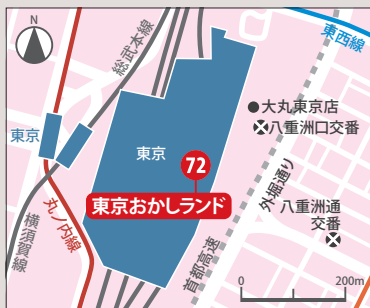 N
総武本線
東西線
大丸東京店
八重洲口交番
東京
東京
72
東京おかしランド
外堀通り
八重洲通
交番
丸ノ内線
横須賀線
首都高速
0 200m